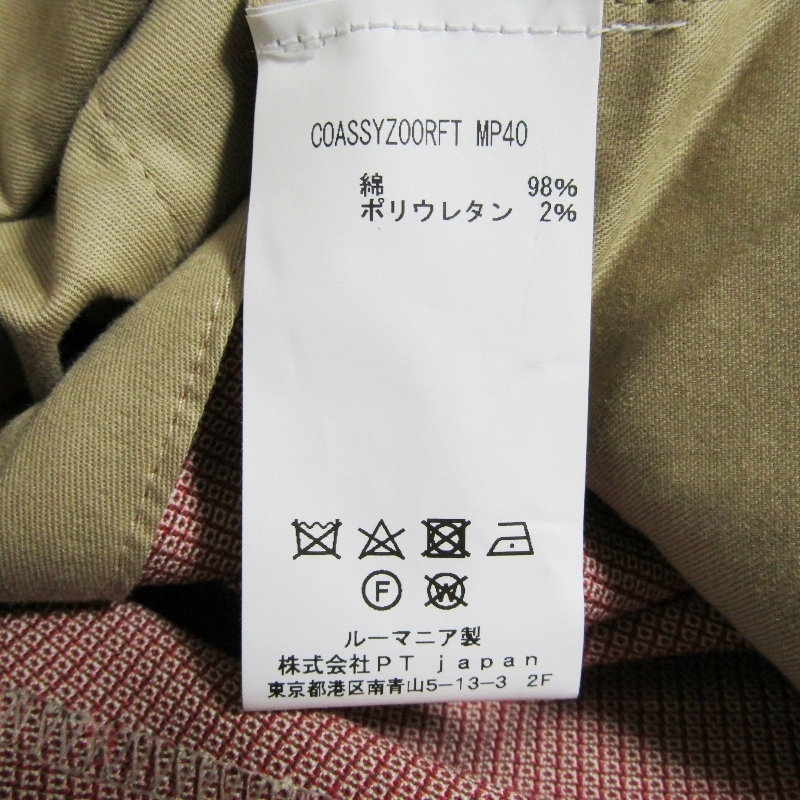 COASSYZ00RFT MP40
綿 98%
ポリウレタン 2%
F W
ルーマニア製
株式会社PT japan
東京都港区南青山5-13-3 2F